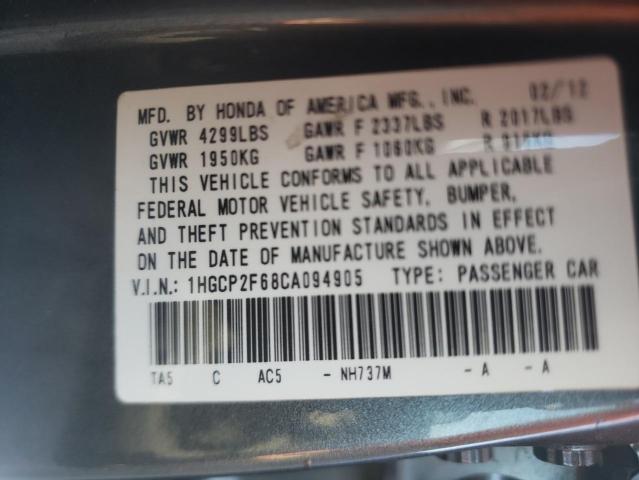 MFD. BY HONDA OF AMERICA MFG., INC. 02/12
GVWR 4299LBS GAWR F 2337LBS R 2017LBS
GVWR 1950KG GAWR F 1060KG R 915KG
THIS VEHICLE CONFORMS TO ALL APPLICABLE
FEDERAL MOTOR VEHICLE SAFETY, BUMPER,
AND THEFT PREVENTION STANDARDS IN EFFECT
ON THE DATE OF MANUFACTURE SHOWN ABOVE.
V.I.N.: 1HGCP2F68CA094905 TYPE: PASSENGER CAR
TA5 C AC5 - NH737M - A - A